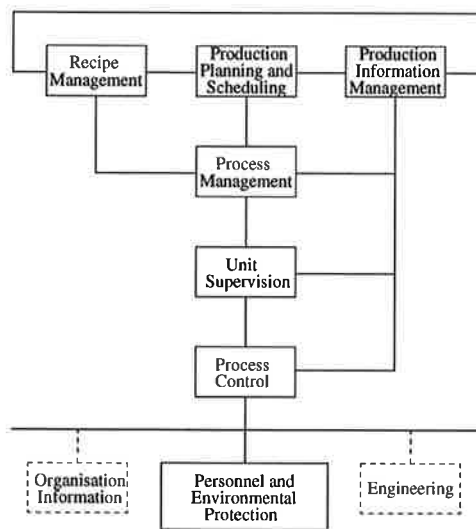 Recipe
Management
Production
Planning and
Scheduling
Production
Information
Management
Process
Management
Unit
Supervision
Process
Control
Organisation
Information
Personnel and
Environmental
Protection
Engineering